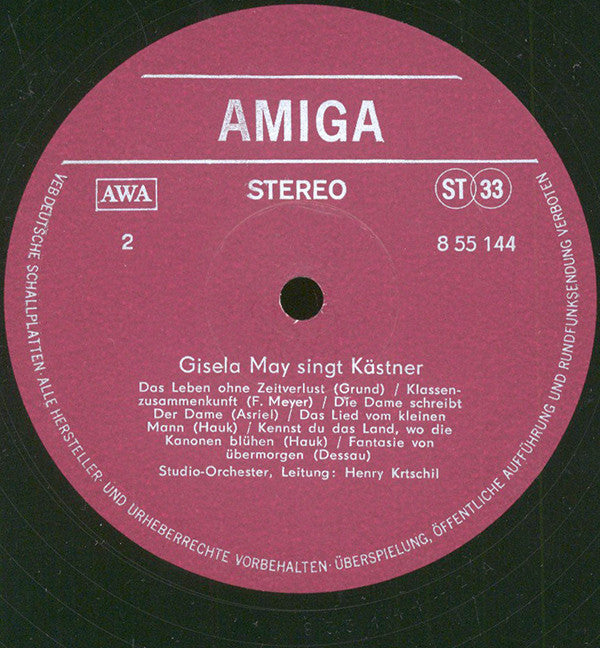 AMIGA
AWA
STEREO
ST 33
2
8 55 144
Gisela May singt Kästner
Das Leben ohne Zeitverlust (Grund) / Klassen-
zusammenkunft (F. Meyer) / Die Dame schreibt
Der Dame (Asriel) / Das Lied vom kleinen
Mann (Hauk) / Kennst du das Land, wo die
Kanonen blühen (Hauk) / Fantasie von
übermorgen (Dessau)
Studio-Orchester, Leitung: Henry Krtschil
VEB DEUTSCHE SCHALLPLATTEN · ALLE HERSTELLER- UND URHEBERRECHTE VORBEHALTEN · ÜBERSPIELUNG, ÖFFENTLICHE AUFFÜHRUNG UND RUNDFUNKSENDUNG VERBOTEN